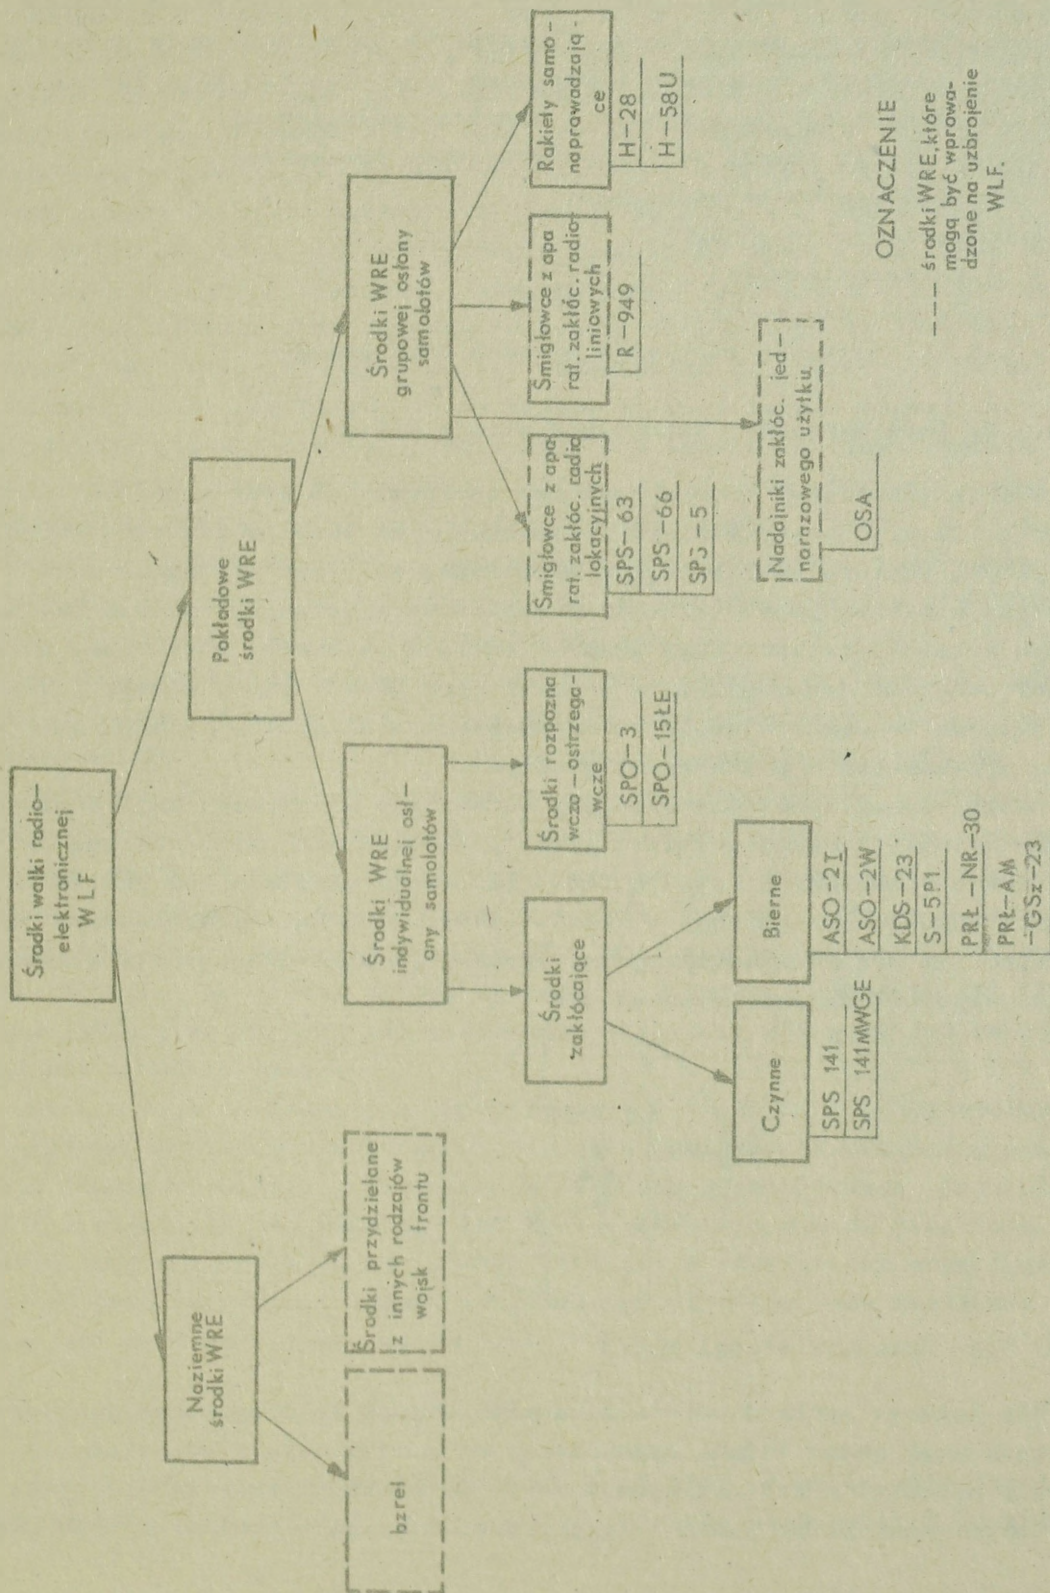 Środki walki radio—
elektronicznej
WLF
Naziemne
środki WRE
Pokładowe
środki WRE
bzrel
Środki przydzielane
z innych rodzajów
wojsk frontu
Środki WRE
indywidualnej osł—
ony samolotów
Środki WRE
grupowej osłony
samolotów
Środki
zakłócające
Środki rozpozna
wczo—ostrzega—
wcze
SPO—3
SPO—15ŁE
Śmigłowce z apa
rat. zakłóc. radio
lokacyjnych
SPS—63
SPS—66
SPS—5
Śmigłowce z apa
rat. zakłóc. radio
liniowych
R—949
Rakiety samo—
naprowadzają-
ce
H—28
H—58U
Czynne
SPS 141
SPS 141MWGE
Bierne
ASO—2I
ASO—2W
KDS—23
S—5P1.
PRŁ—NR—30
PRŁ—AM
—GSz—23
Nadajniki zakłóc. jed—
norazowego użytku.
OSA
OZNACZENIE
——— środki WRE, które
mogą być wprowa-
dzone na uzbrojenie
WLF.